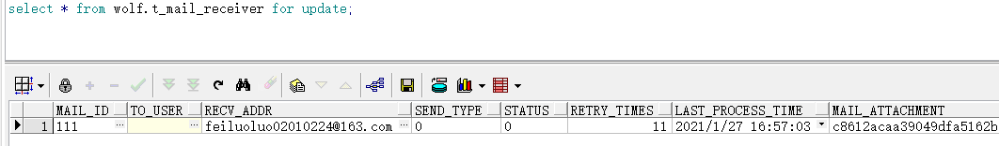 select * from wolf.t_mail_receiver for update;
MAIL_ID TO_USER RECV_ADDR SEND_TYPE STATUS RETRY_TIMES LAST_PROCESS_TIME MAIL_ATTACHMENT
1 111 feiluoluo02010224@163.com 0 0 11 2021/1/27 16:57:03 c8612acaa39049dfa5162b